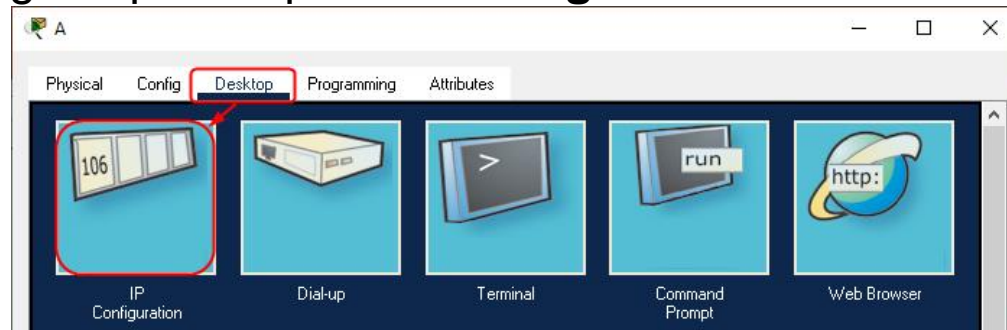 A
Physical Config Desktop Programming Attributes
106
>
run
http:
IP
Configuration
Dial-up
Terminal
Command
Prompt
Web Browser